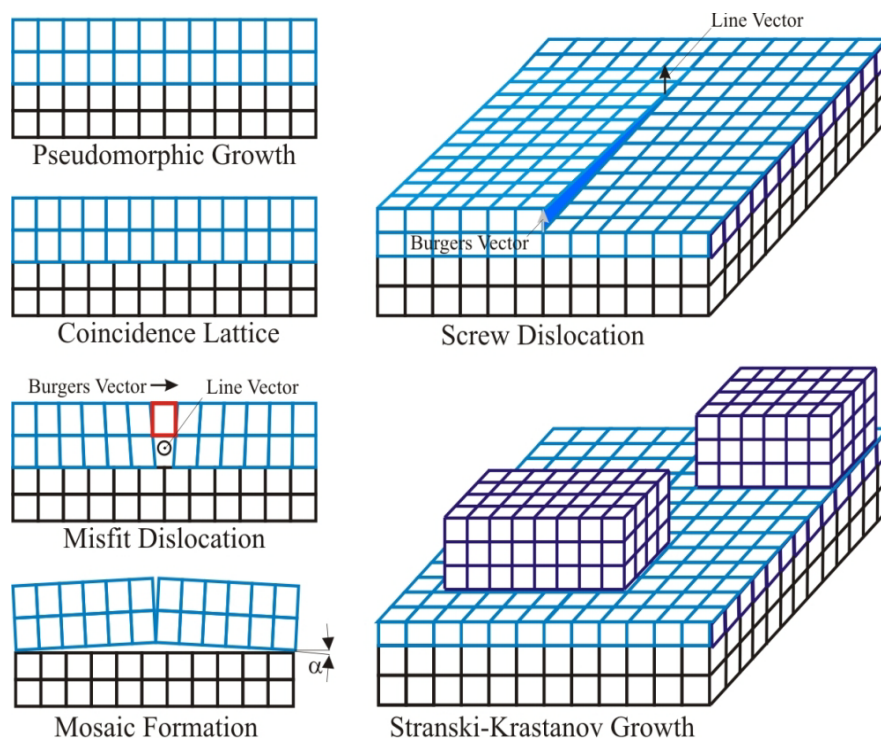 Pseudomorphic Growth
Coincidence Lattice
Burgers Vector
Line Vector
Misfit Dislocation
α
Mosaic Formation
Line Vector
Burgers Vector
Screw Dislocation
Stranski-Krastanov Growth